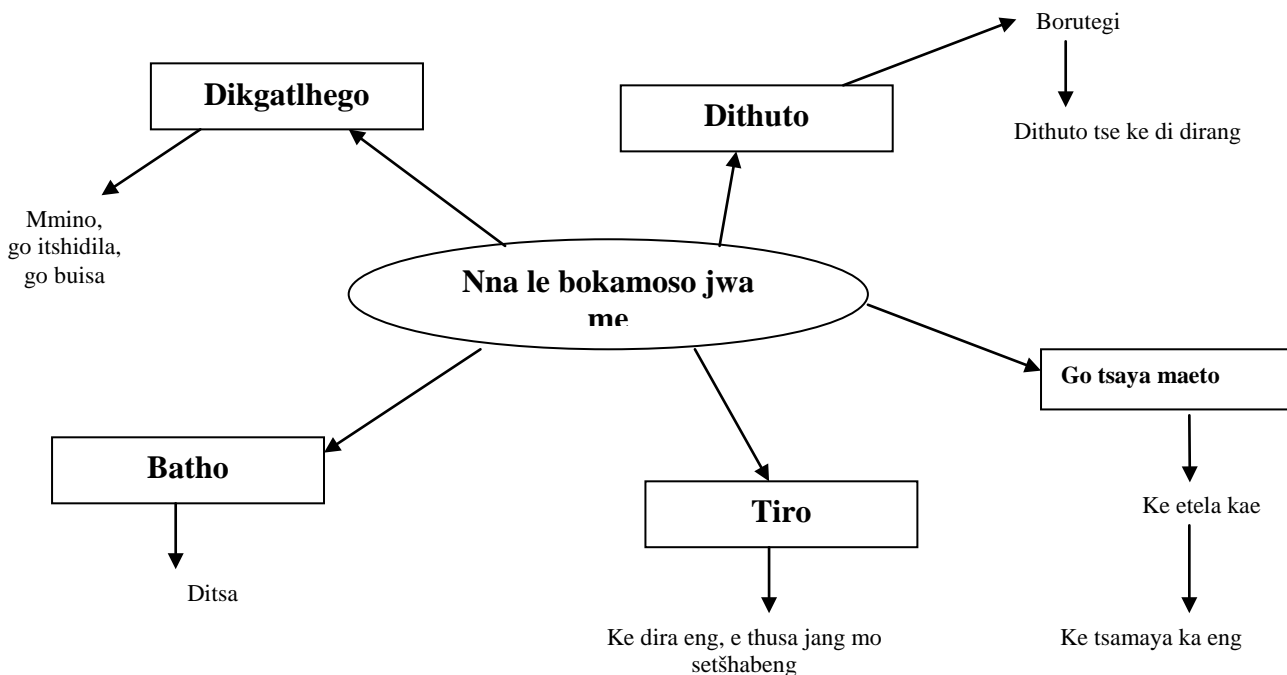 Borutegi
Dikgatlhego
Dithuto
Dithuto tse ke di dirang
Mmino,
go itshidila,
go buisa
Nna le bokamoso jwa
me
Go tsaya maeto
Batho
Tiro
Ke etela kae
Ditsa
Ke dira eng, e thusa jang mo
setšhabeng
Ke tsamaya ka eng